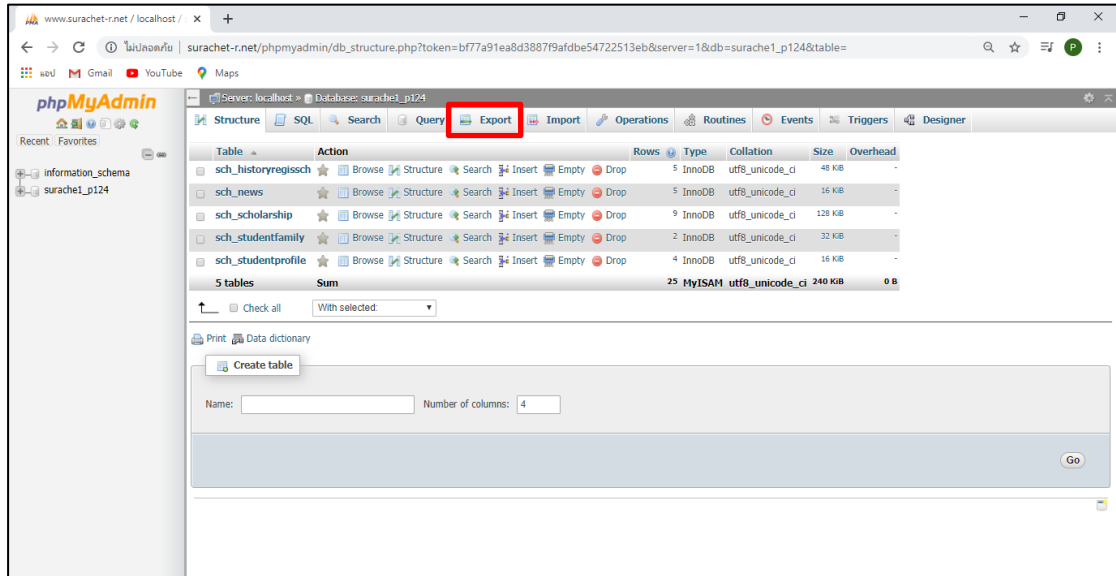 www.surachet-r.net / localhost /
ไม่ปลอดภัย surachet-r.net/phpmyadmin/db_structure.php?token=bf77a91ea8d3887f9afdbe54722513eb&server=1&db=surache1_p124&table=
P
แอป Gmail YouTube Maps
phpMyAdmin
Recent Favorites
information_schema
surache1_p124
Server: localhost » Database: surache1_p124
Structure SQL Search Query Export Import Operations Routines Events Triggers Designer
Table Action Rows Type Collation Size Overhead
sch_historyregissch Browse Structure Search Insert Empty Drop 5 InnoDB utf8_unicode_ci 48 KiB -
sch_news Browse Structure Search Insert Empty Drop 5 InnoDB utf8_unicode_ci 16 KiB -
sch_scholarship Browse Structure Search Insert Empty Drop 9 InnoDB utf8_unicode_ci 128 KiB -
sch_studentfamily Browse Structure Search Insert Empty Drop 2 InnoDB utf8_unicode_ci 32 KiB -
sch_studentprofile Browse Structure Search Insert Empty Drop 4 InnoDB utf8_unicode_ci 16 KiB -
5 tables Sum 25 MyISAM utf8_unicode_ci 240 KiB 0 B
Check all With selected:
Print Data dictionary
Create table
Name: Number of columns: 4
Go